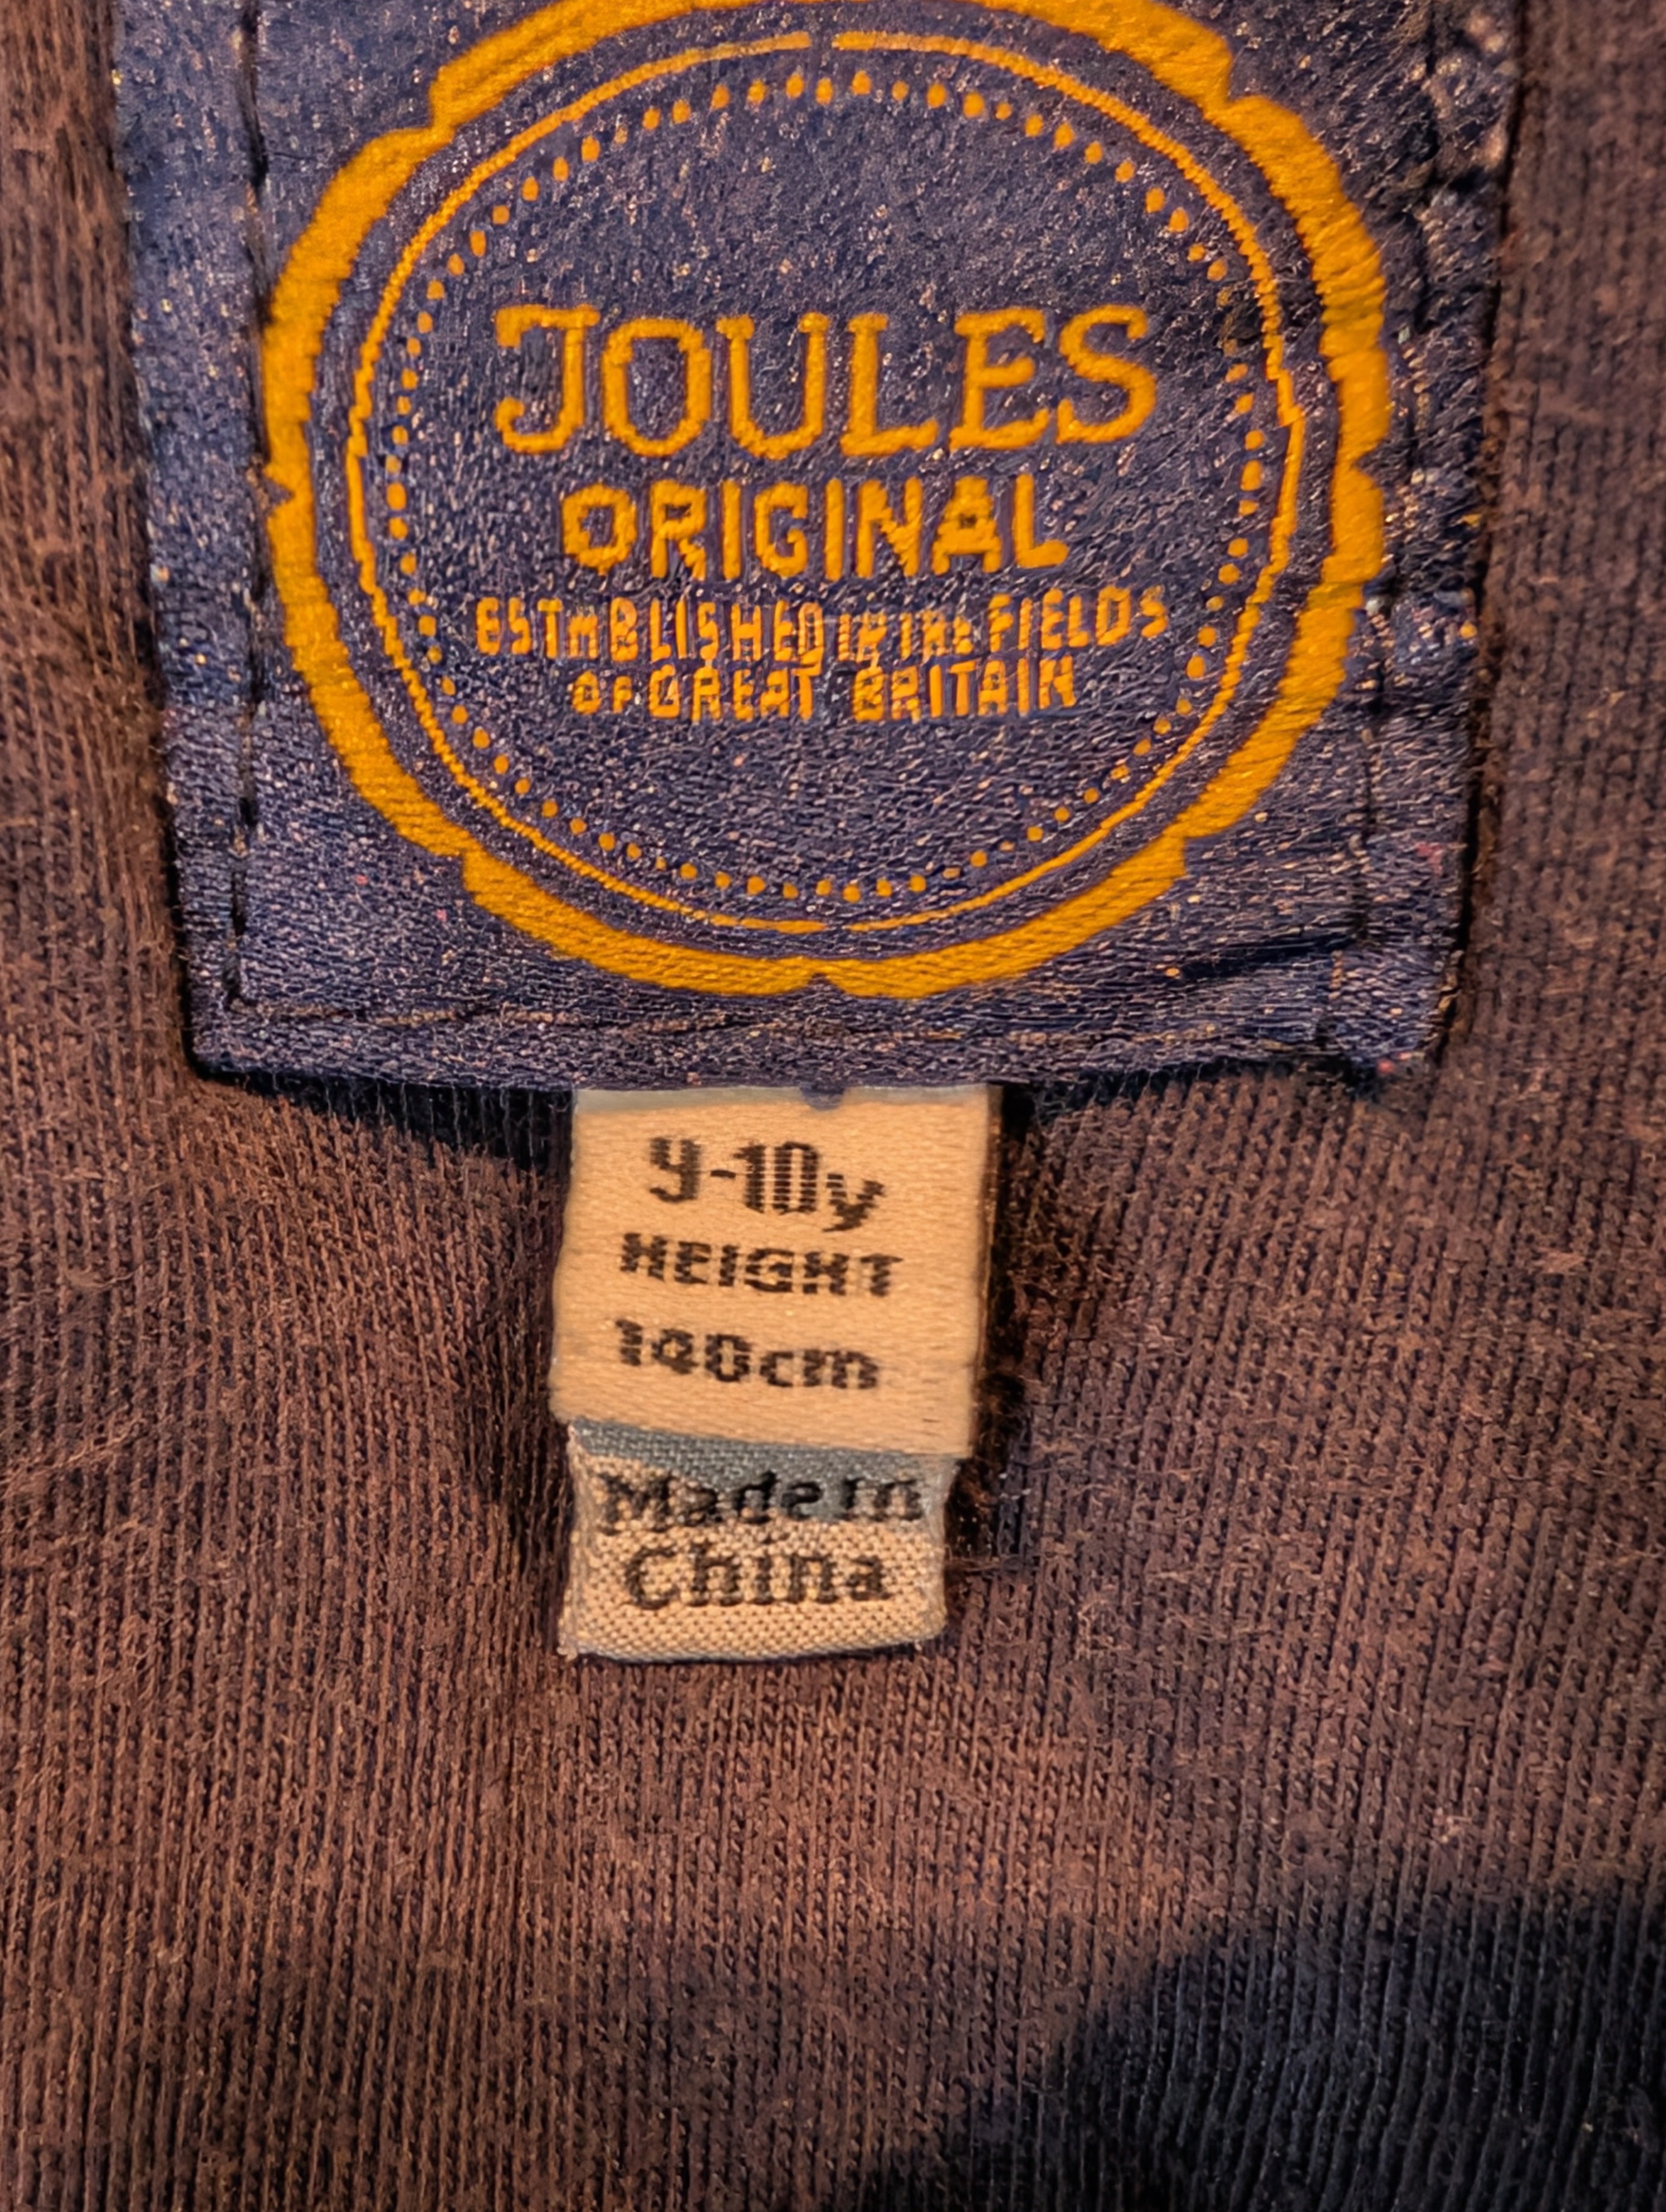 JOULES
ORIGINAL
ESTABLISHED IN THE FIELDS
OF GREAT BRITAIN
9-10y
HEIGHT
140cm
Made in
China